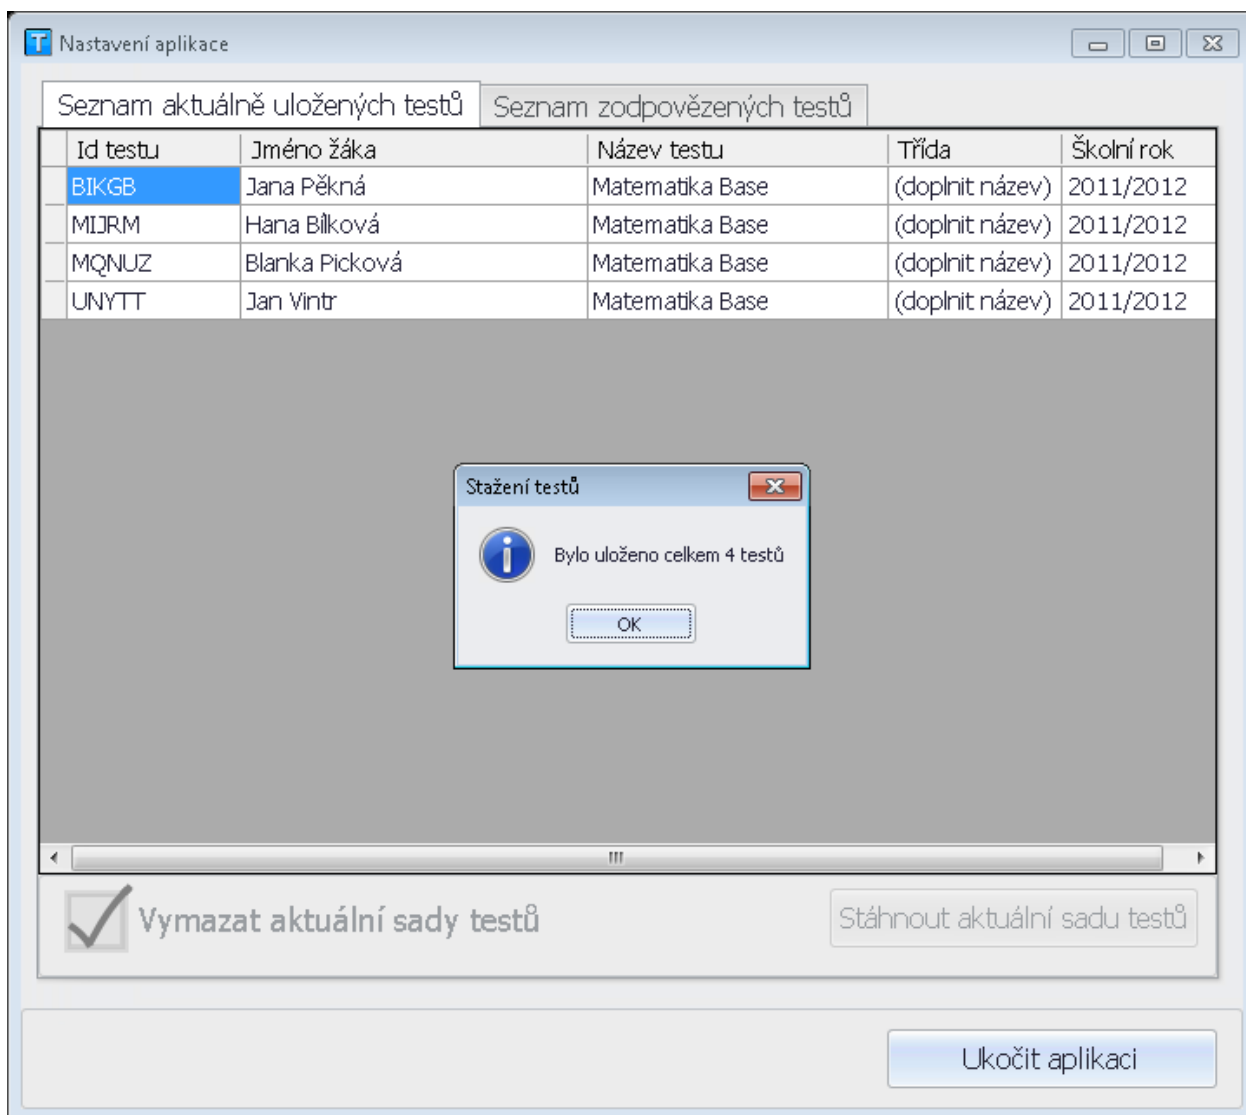 Nastavení aplikace
Seznam aktuálně uložených testů Seznam zodpovězených testů
Id testu Jméno žáka Název testu Třída Školní rok
BIKGB Jana Pěkná Matematika Base (doplnit název) 2011/2012
MIJRM Hana Bílková Matematika Base (doplnit název) 2011/2012
MQNUZ Blanka Picková Matematika Base (doplnit název) 2011/2012
UNYTT Jan Vintr Matematika Base (doplnit název) 2011/2012
Stažení testů
Bylo uloženo celkem 4 testů
OK
Vymazat aktuální sady testů Stáhnout aktuální sadu testů
Ukočit aplikaci